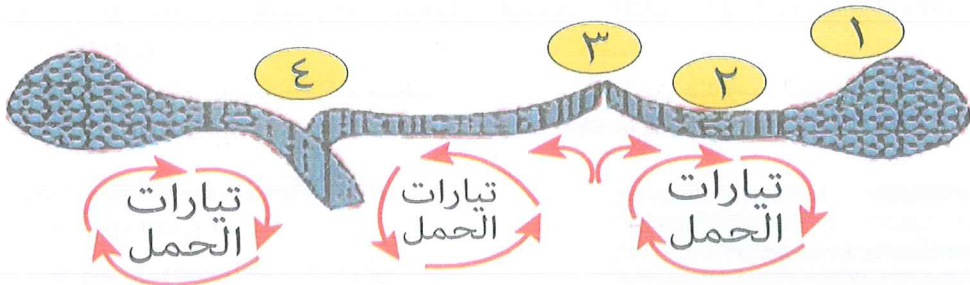 ١
٢
٣
٤
تيارات
الحمل
تيارات
الحمل
تيارات
الحمل